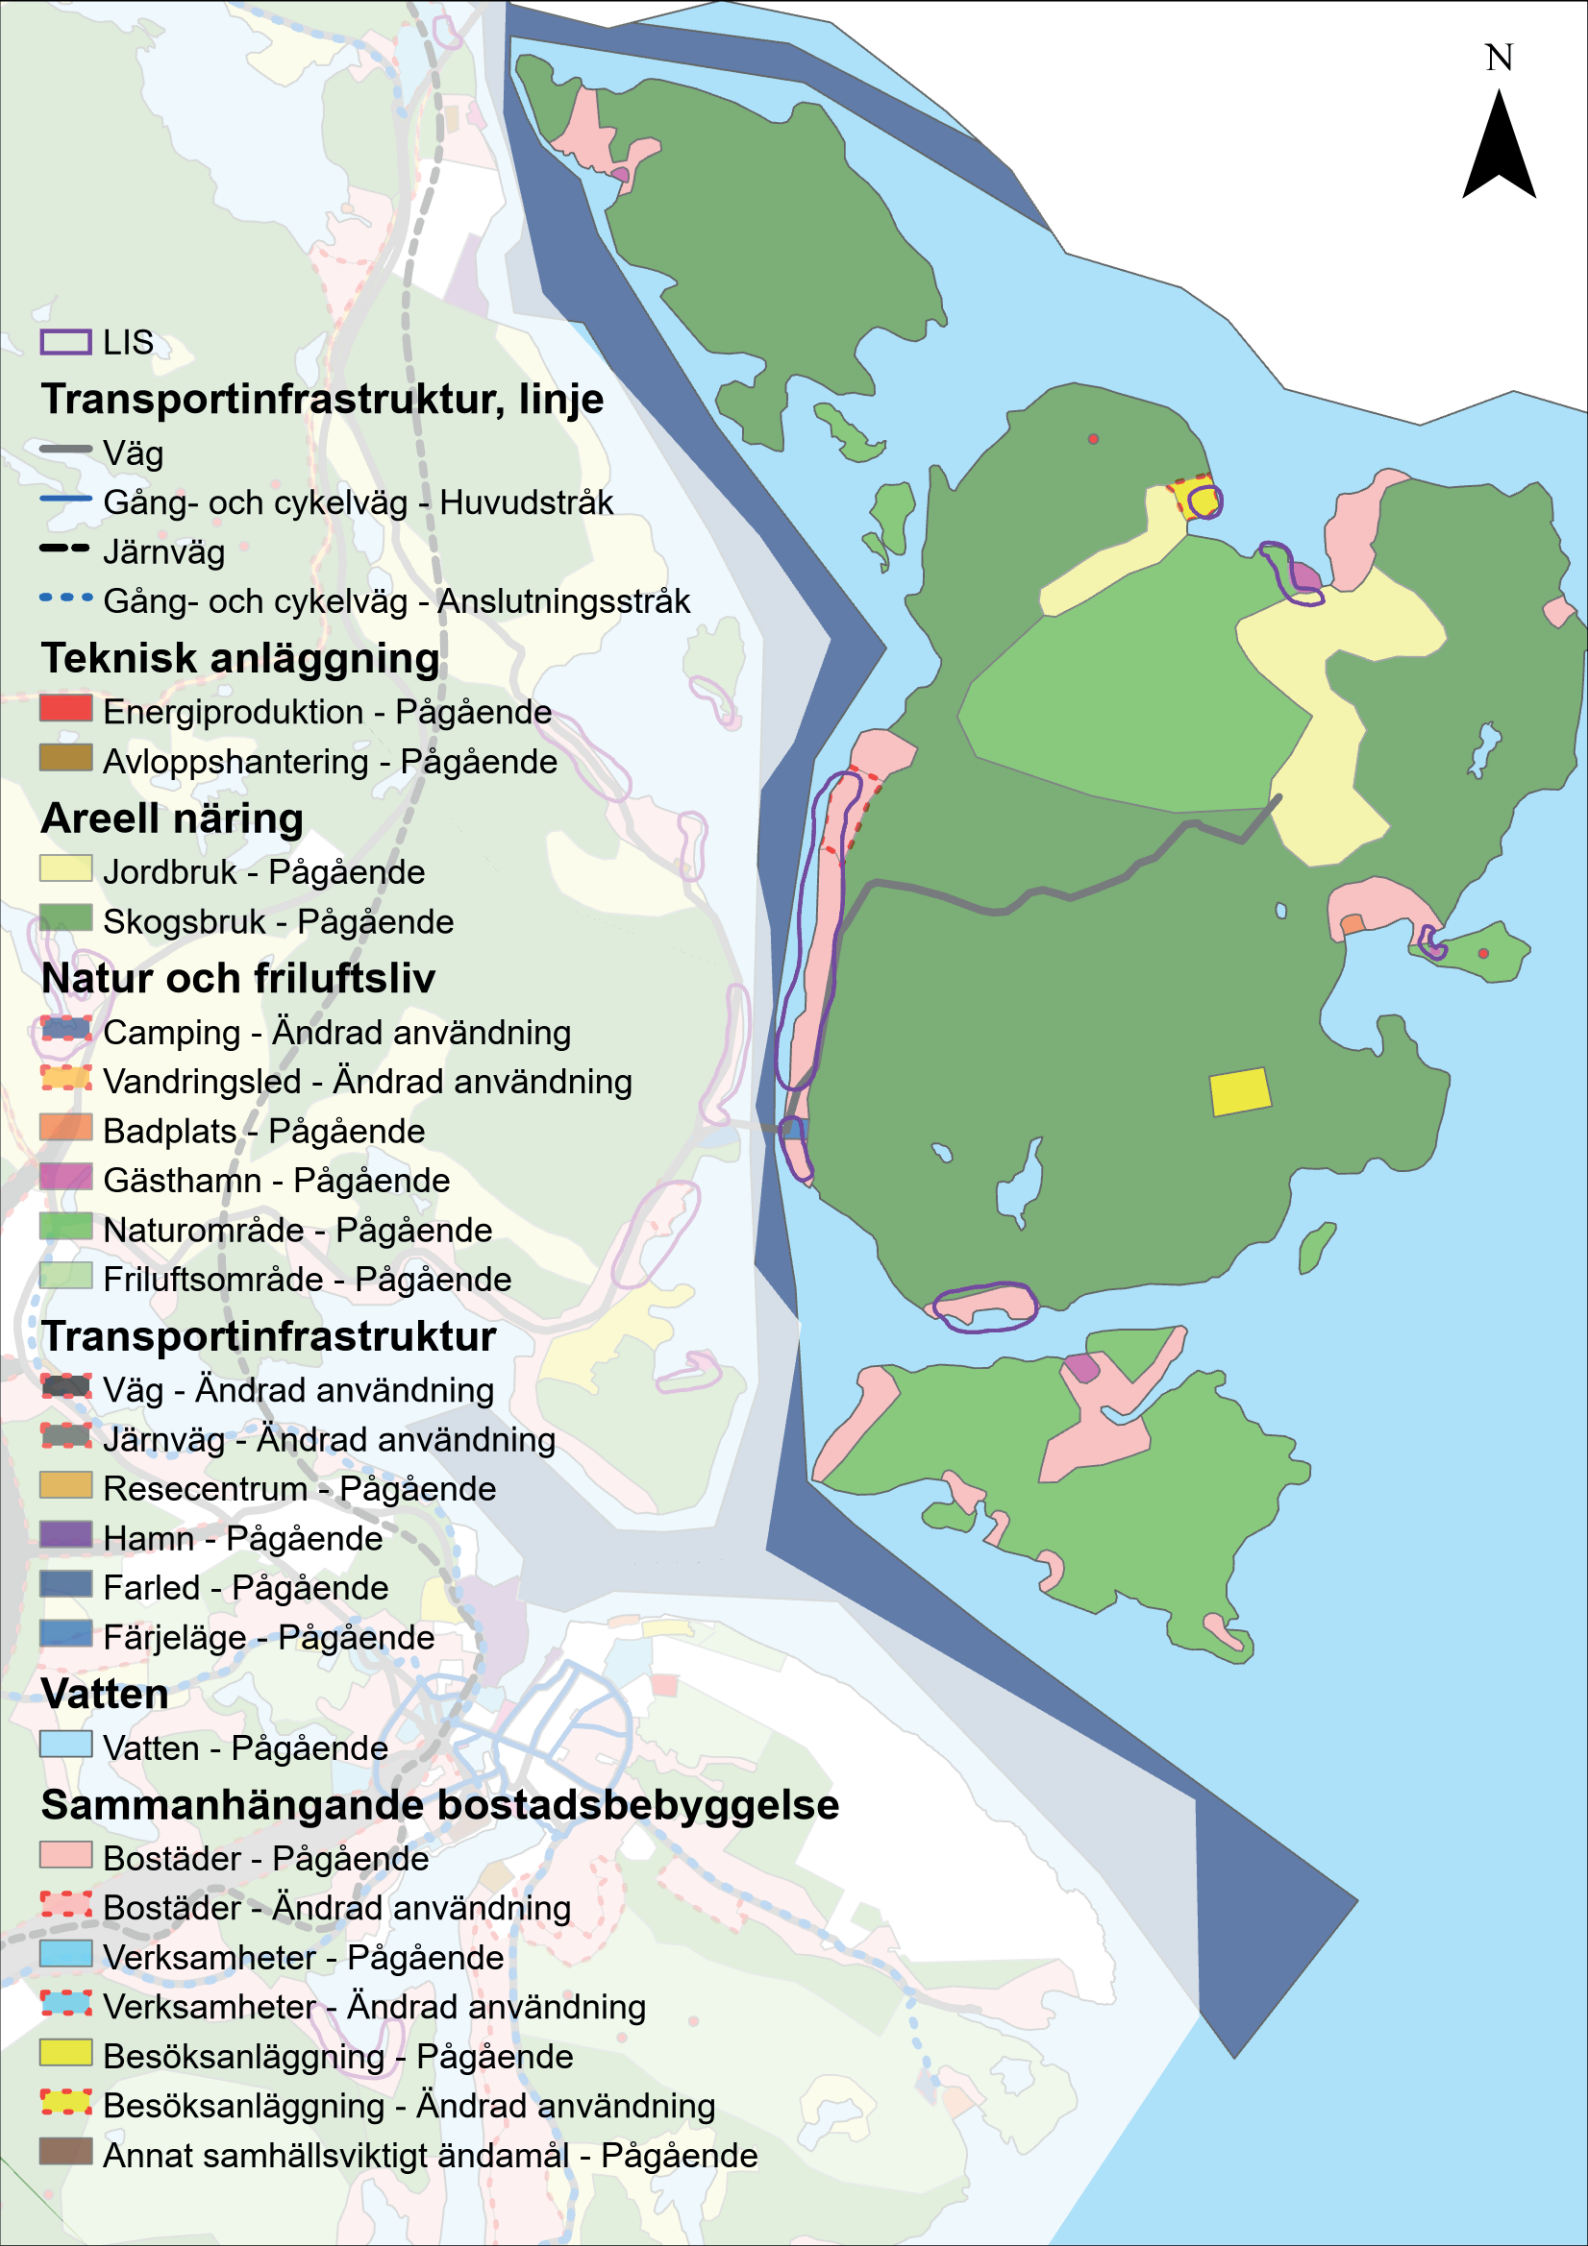 N
LIS
Transportinfrastruktur, linje
Väg
Gång- och cykelväg - Huvudstråk
Järnväg
Gång- och cykelväg - Anslutningsstråk
Teknisk anläggning
Energiproduktion - Pågående
Avloppshantering - Pågående
Areell näring
Jordbruk - Pågående
Skogsbruk - Pågående
Natur och friluftsliv
Camping - Ändrad användning
Vandringsled - Ändrad användning
Badplats - Pågående
Gästhamn - Pågående
Naturområde - Pågående
Friluftsområde - Pågående
Transportinfrastruktur
Väg - Ändrad användning
Järnväg - Ändrad användning
Resecentrum - Pågående
Hamn - Pågående
Farled - Pågående
Färjeläge - Pågående
Vatten
Vatten - Pågående
Sammanhängande bostadsbebyggelse
Bostäder - Pågående
Bostäder - Ändrad användning
Verksamheter - Pågående
Verksamheter - Ändrad användning
Besöksanläggning - Pågående
Besöksanläggning - Ändrad användning
Annat samhällsviktigt ändamål - Pågående